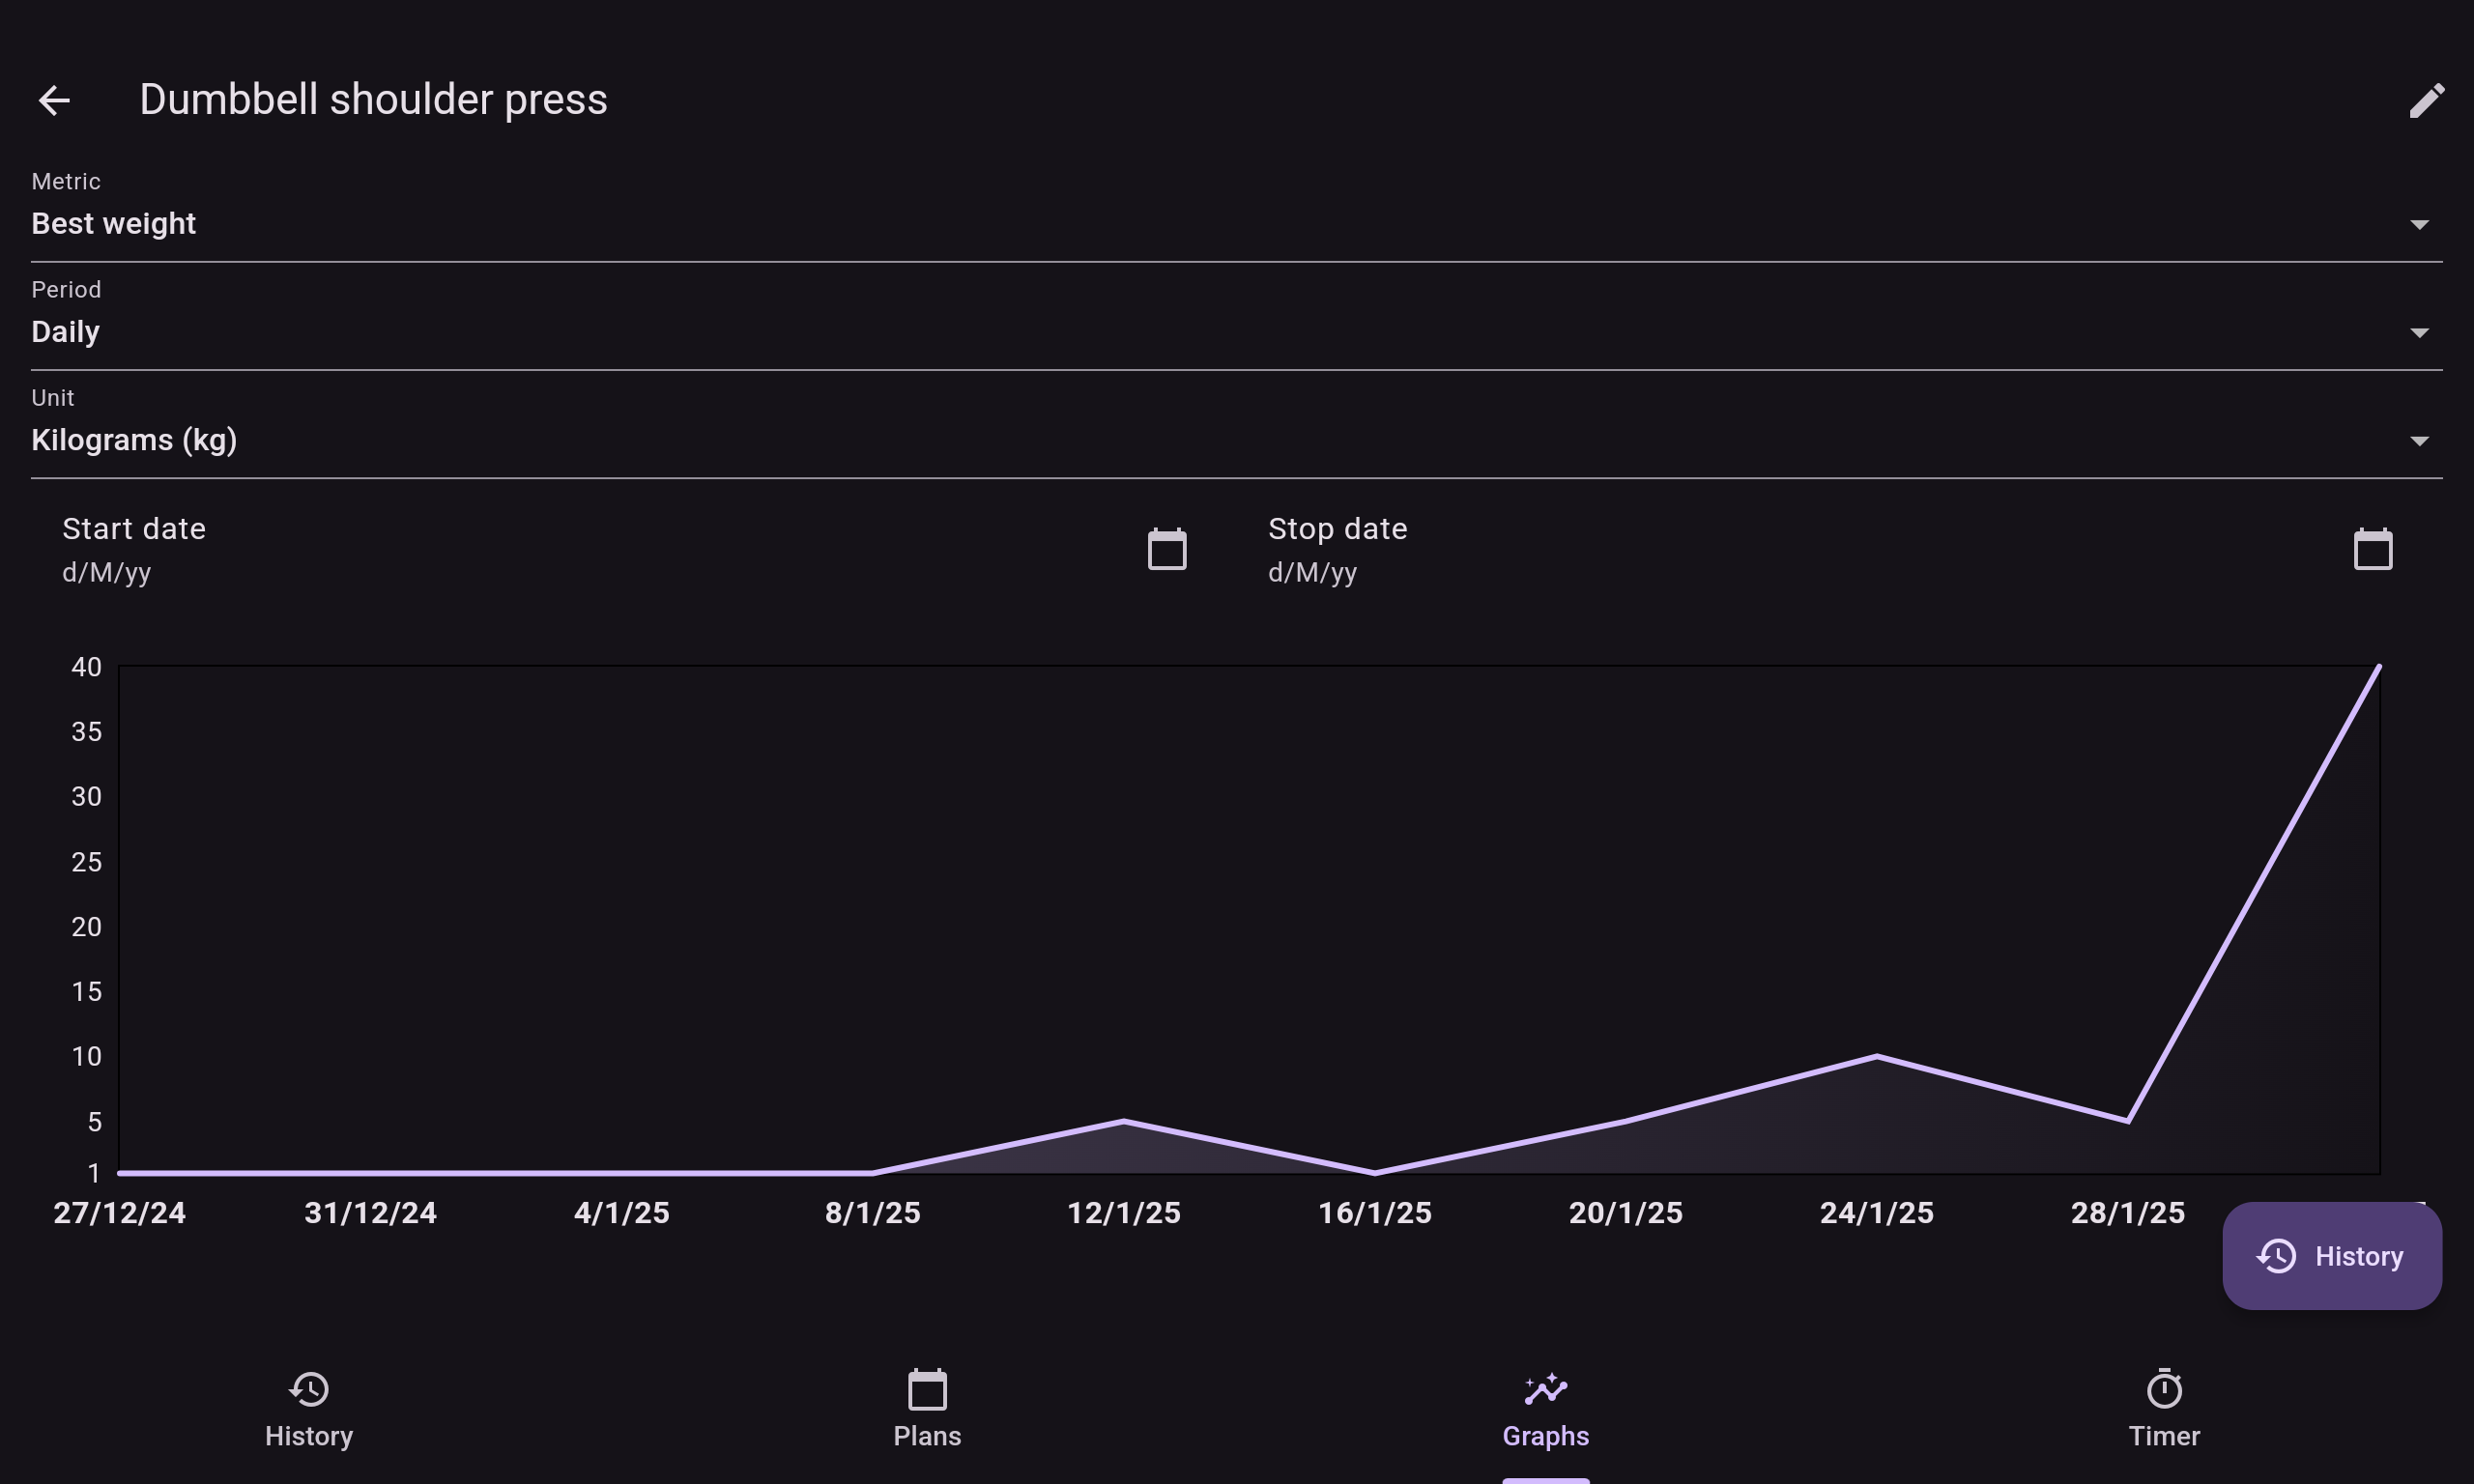 Dumbbell shoulder press
Metric
Best weight
Period
Daily
Unit
Kilograms (kg)
Start date
d/M/yy
Stop date
d/M/yy
40
35
30
25
20
15
10
5
1
27/12/24 31/12/24 4/1/25 8/1/25 12/1/25 16/1/25 20/1/25 24/1/25 28/1/25
History
History Plans Graphs Timer